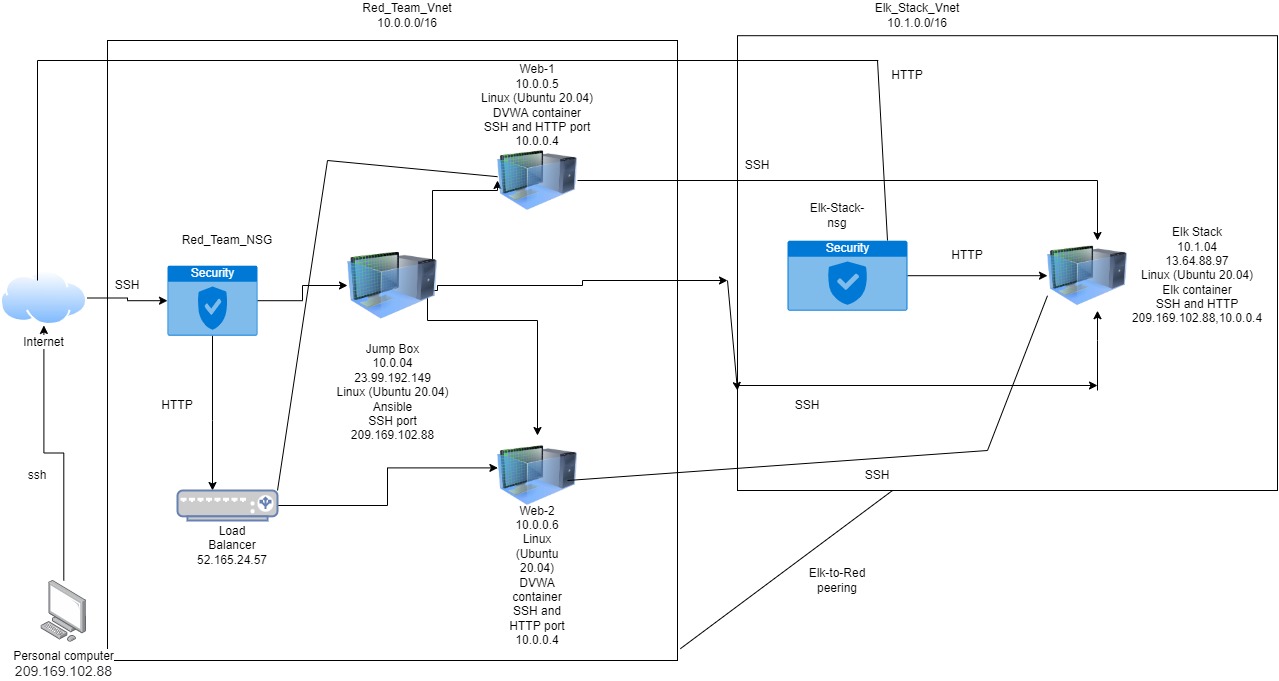 Red_Team_Vnet
10.0.0.0/16
Elk_Stack_Vnet
10.1.0.0/16
HTTP
Web-1
10.0.0.5
Linux (Ubuntu 20.04)
DVWA container
SSH and HTTP port
10.0.0.4
SSH
Elk-Stack-
nsg
Security
HTTP
Elk Stack
10.1.04
13.64.88.97
Linux (Ubuntu 20.04)
Elk container
SSH and HTTP
209.169.102.88,10.0.0.4
Red_Team_NSG
Security
SSH
Internet
Jump Box
10.0.04
23.99.192.149
Linux (Ubuntu 20.04)
Ansible
SSH port
209.169.102.88
HTTP
SSH
ssh
SSH
Load
Balancer
52.165.24.57
Web-2
10.0.0.6
Linux
(Ubuntu
20.04)
DVWA
container
SSH and
HTTP port
10.0.0.4
Elk-to-Red
peering
Personal computer
209.169.102.88